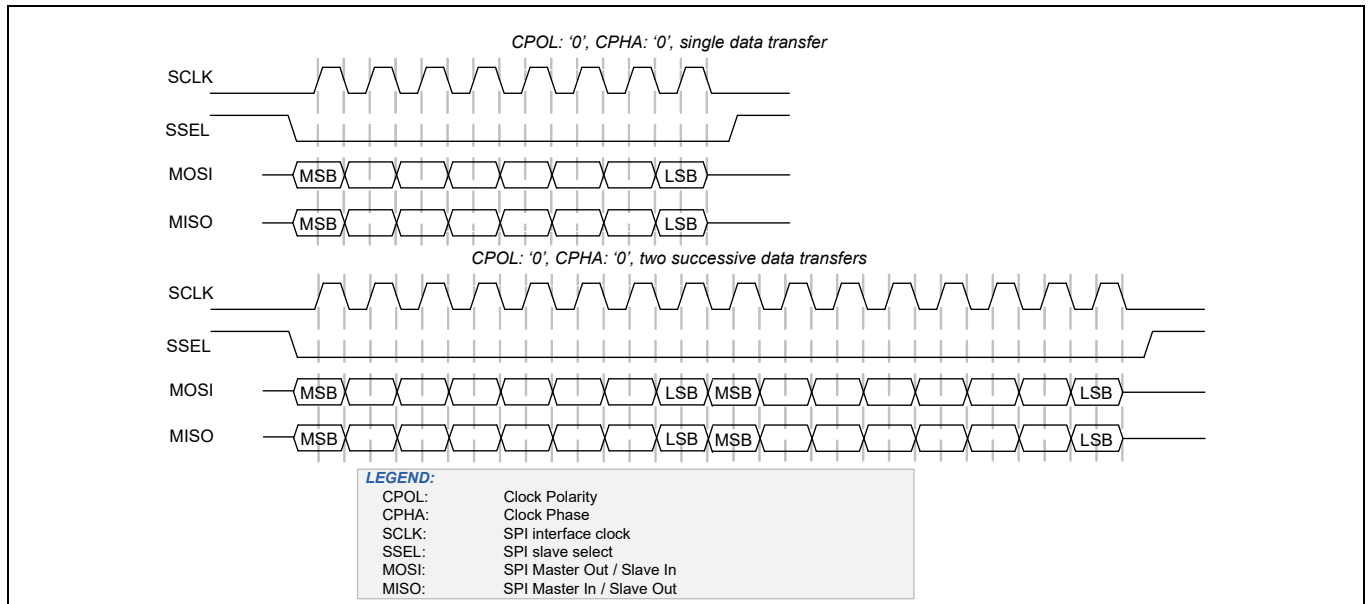 CPOL: ‘0’, CPHA: ‘0’, single data transfer
SCLK
SSEL
MOSI MSB LSB
MISO MSB LSB
CPOL: ‘0’, CPHA: ‘0’, two successive data transfers
SCLK
SSEL
MOSI MSB LSB MSB LSB
MISO MSB LSB MSB LSB
LEGEND:
CPOL: Clock Polarity
CPHA: Clock Phase
SCLK: SPI interface clock
SSEL: SPI slave select
MOSI: SPI Master Out / Slave In
MISO: SPI Master In / Slave Out